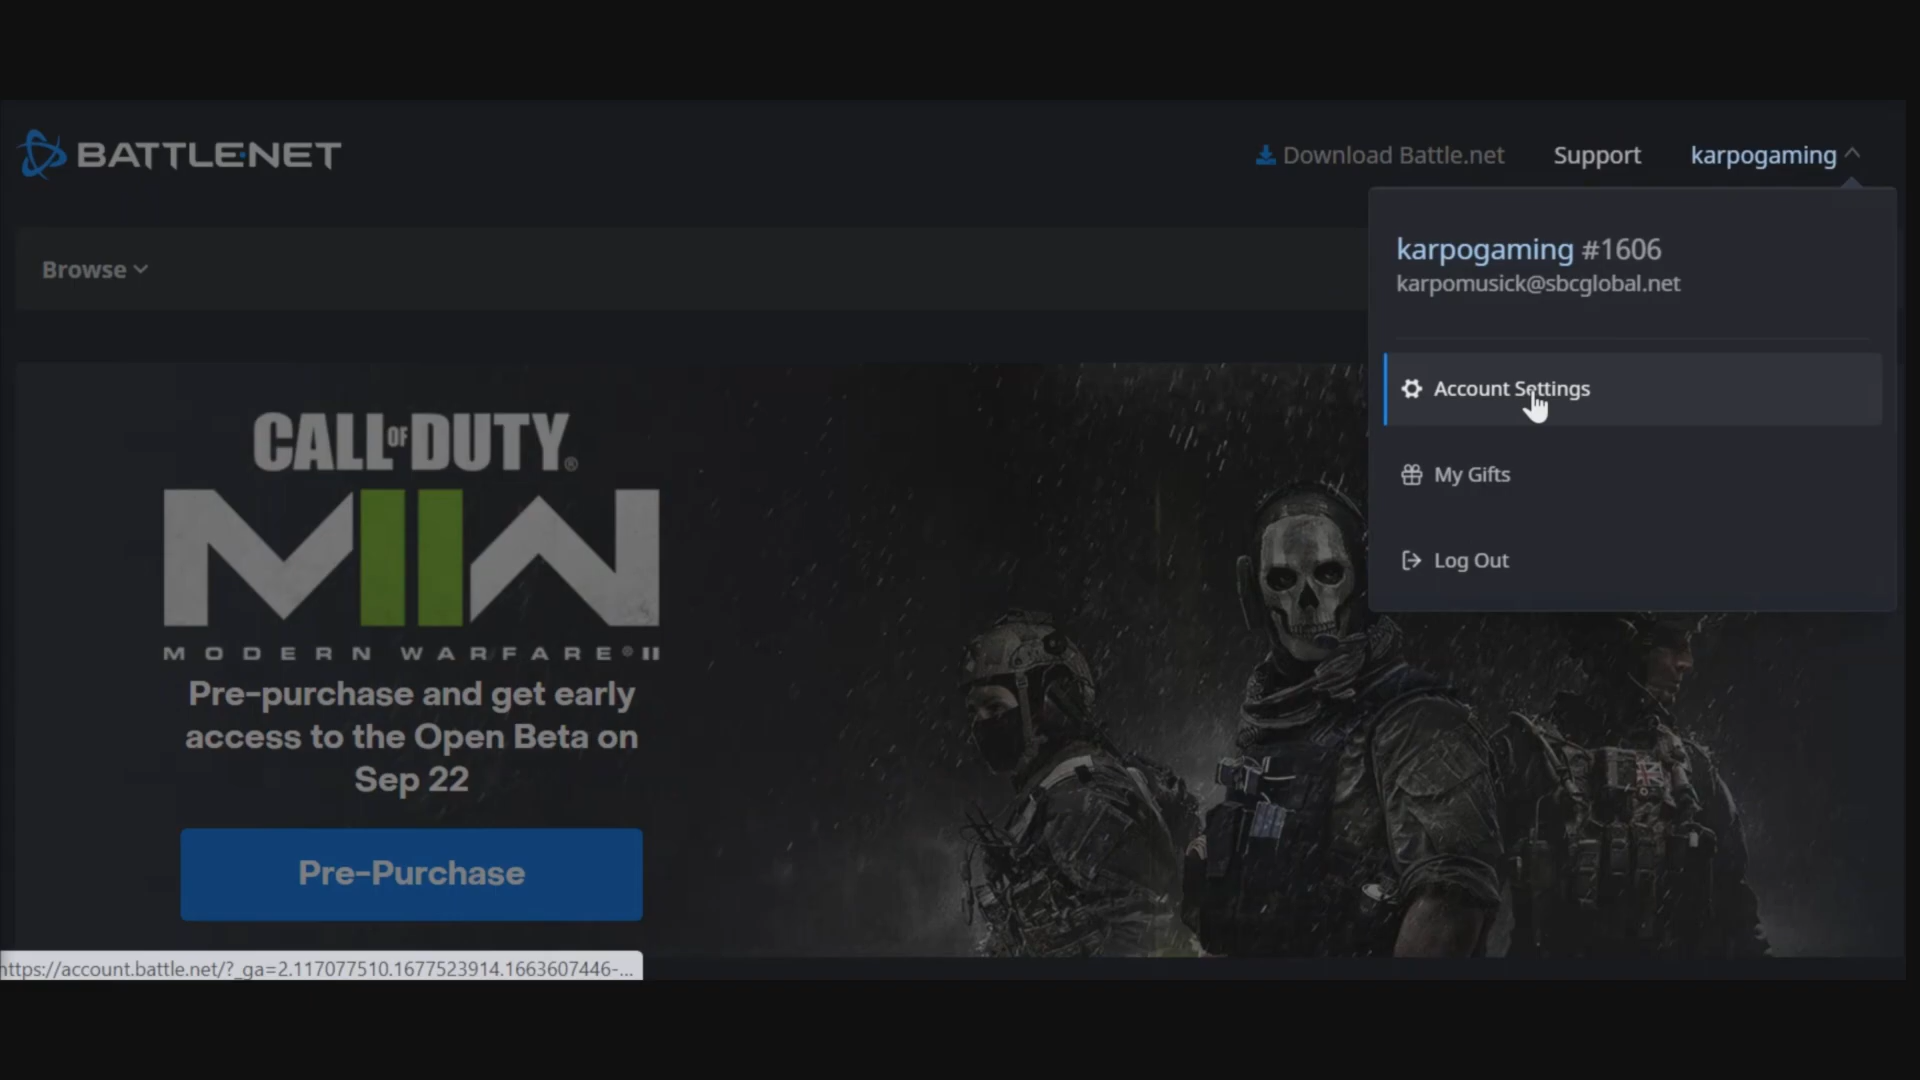 BATTLE.NET
Download Battle.net
Support
karpogaming
karpogaming #1606
karpomusick@sbcglobal.net
Browse
Account Settings
My Gifts
Log Out
CALL OF DUTY®
MIIW
MODERN WARFARE® II
Pre-purchase and get early
access to the Open Beta on
Sep 22
Pre-Purchase
https://account.battle.net/?_ga=2.117077510.1677523914.1663607446-...